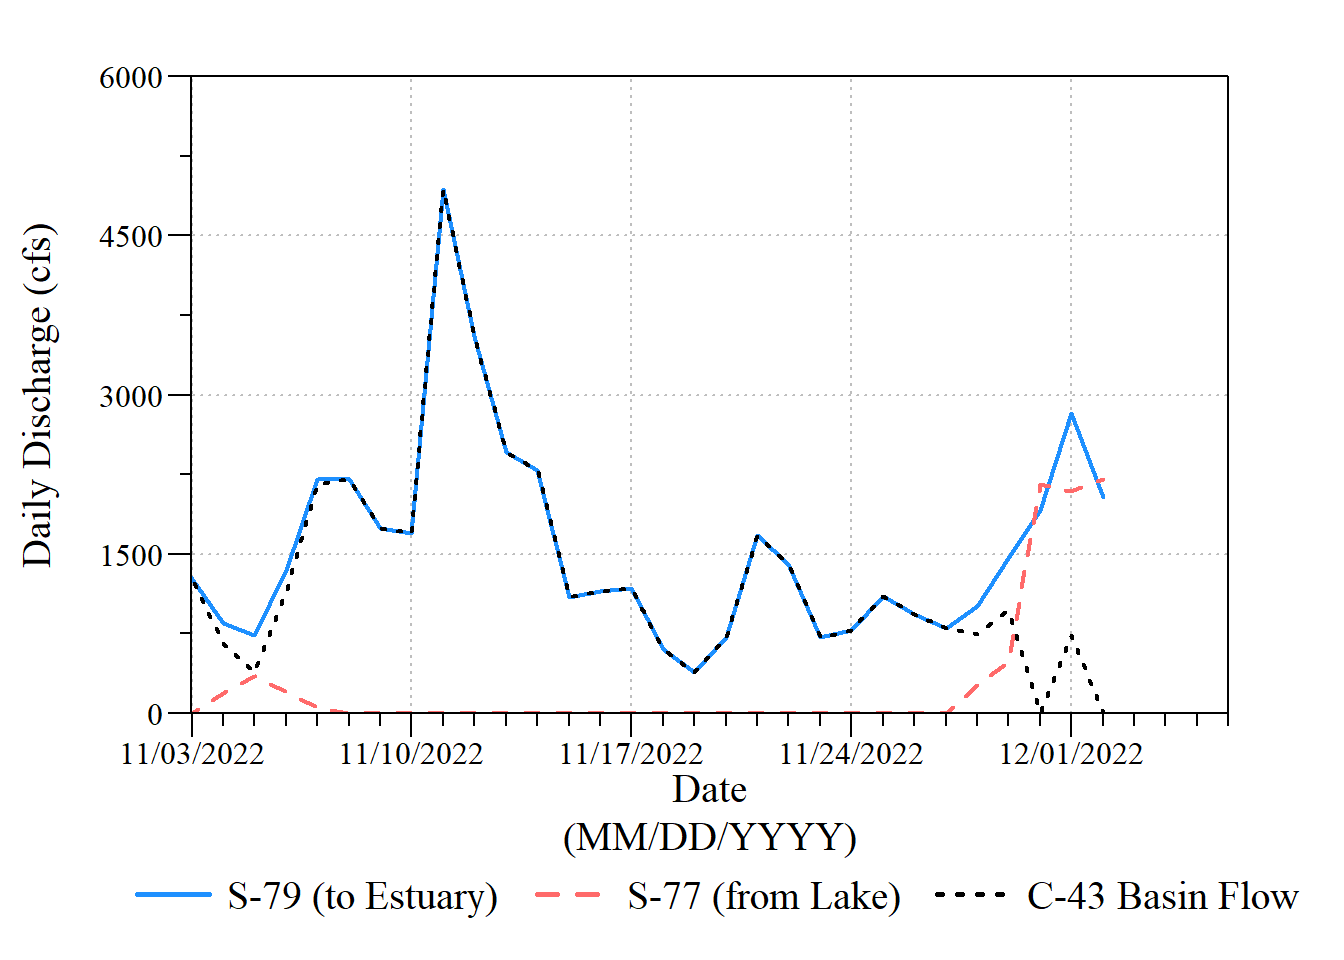 6000
4500
3000
1500
0
Daily Discharge (cfs)
11/03/2022 11/10/2022 11/17/2022 11/24/2022 12/01/2022
Date
(MM/DD/YYYY)
S-79 (to Estuary) S-77 (from Lake) C-43 Basin Flow